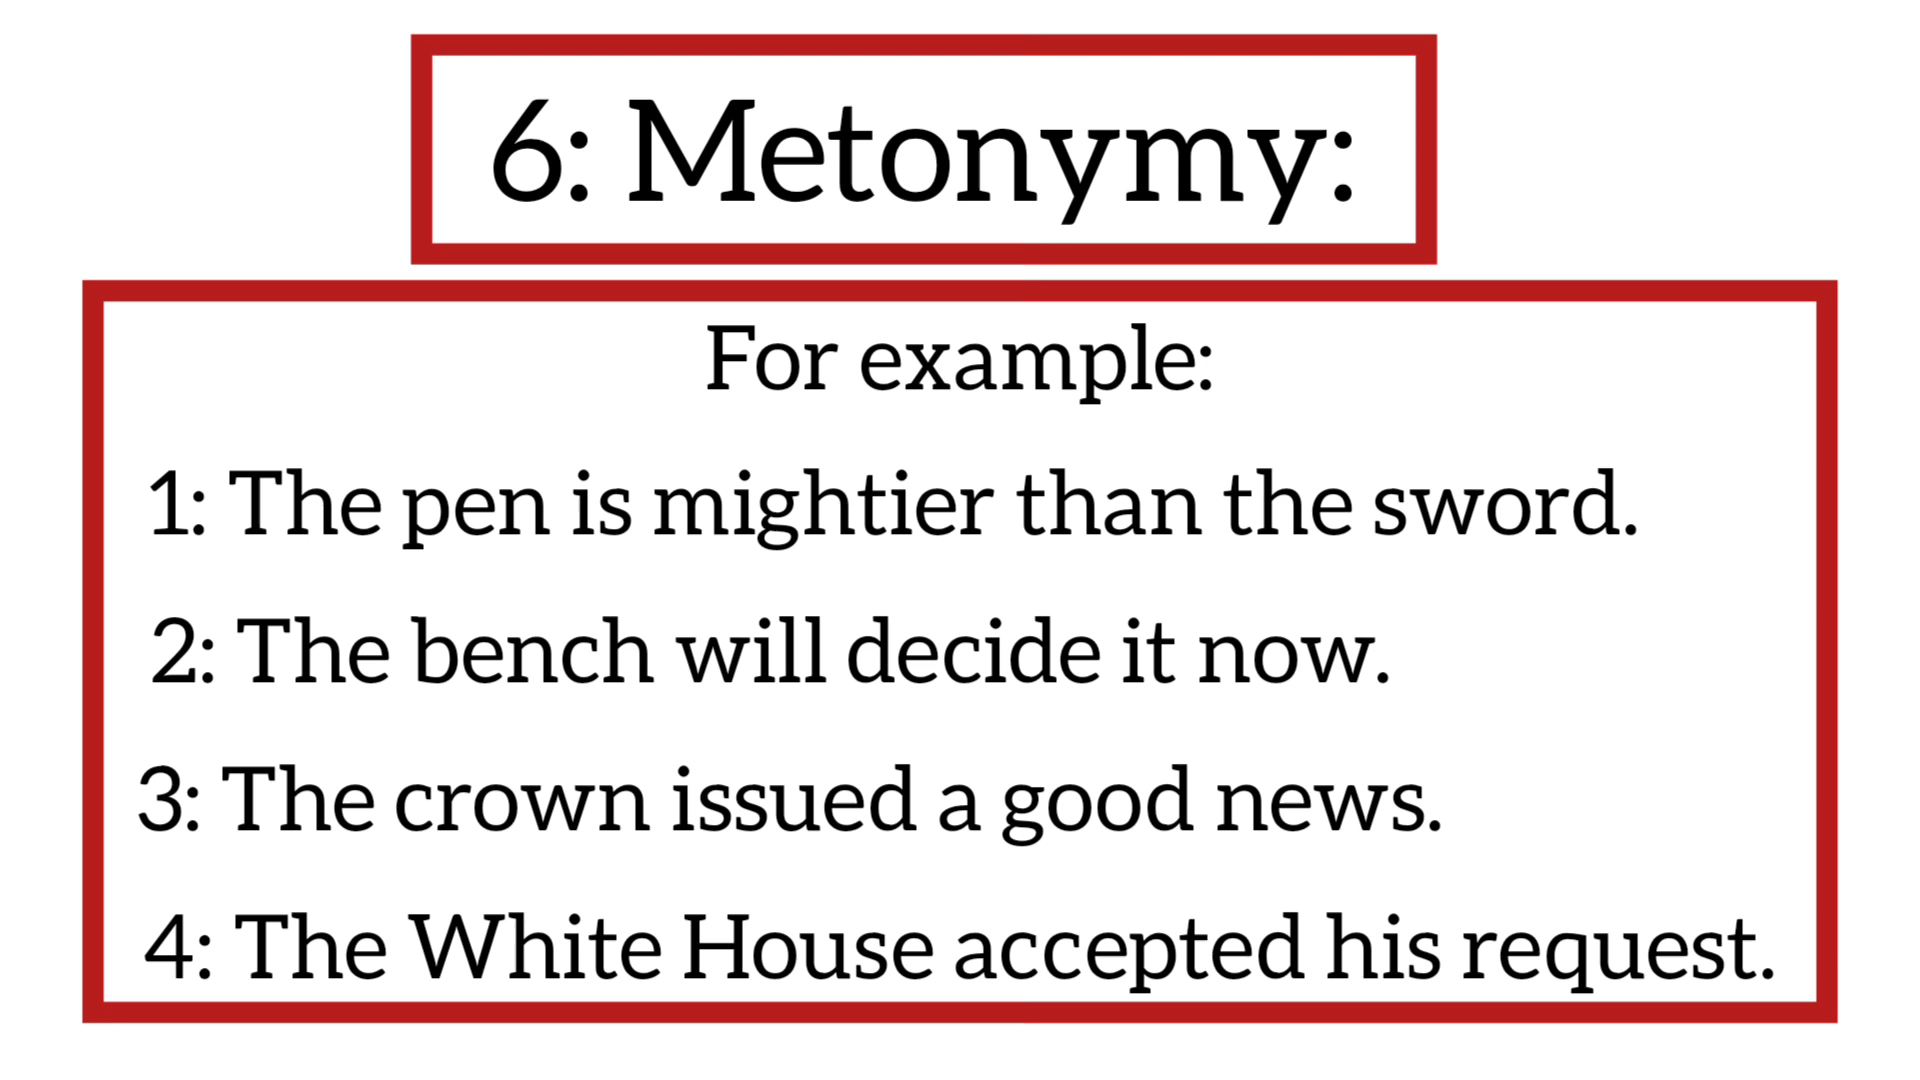 6: Metonymy:
For example:
1: The pen is mightier than the sword.
2: The bench will decide it now.
3: The crown issued a good news.
4: The White House accepted his request.